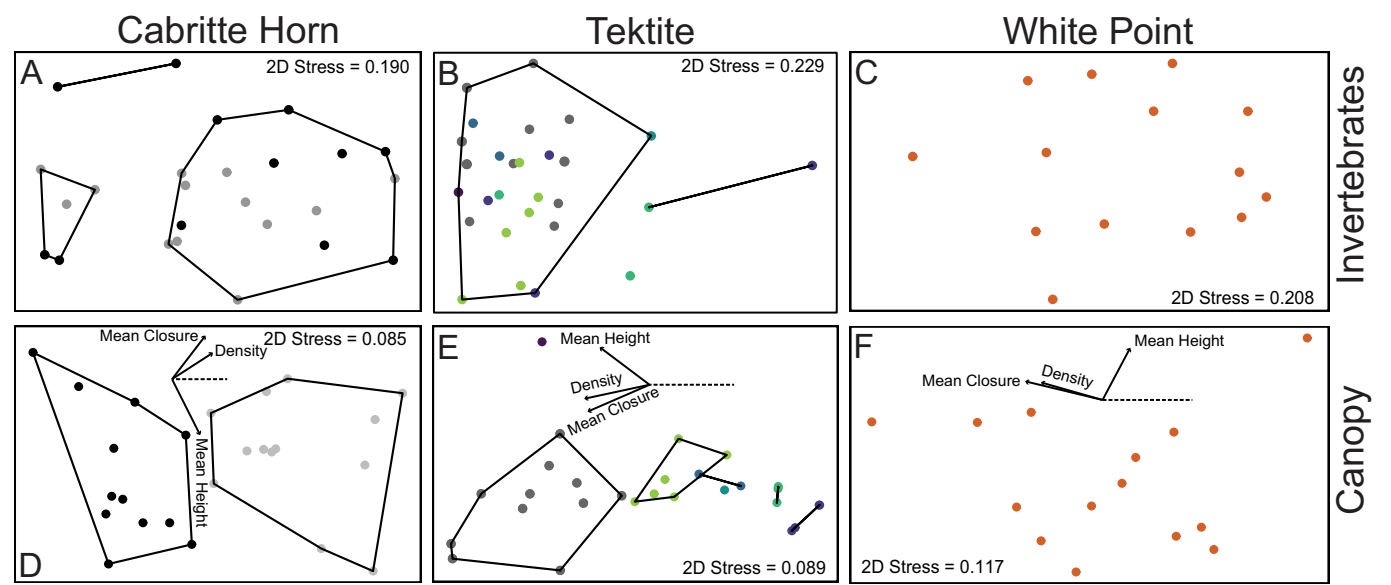 Cabritte Horn
Tektite
White Point
A
2D Stress = 0.190
B
2D Stress = 0.229
C
2D Stress = 0.208
Invertebrates
D
Mean Closure
Density
Mean Height
2D Stress = 0.085
E
Mean Height
Density
Mean Closure
2D Stress = 0.089
F
Mean Height
Mean Closure
Density
2D Stress = 0.117
Canopy